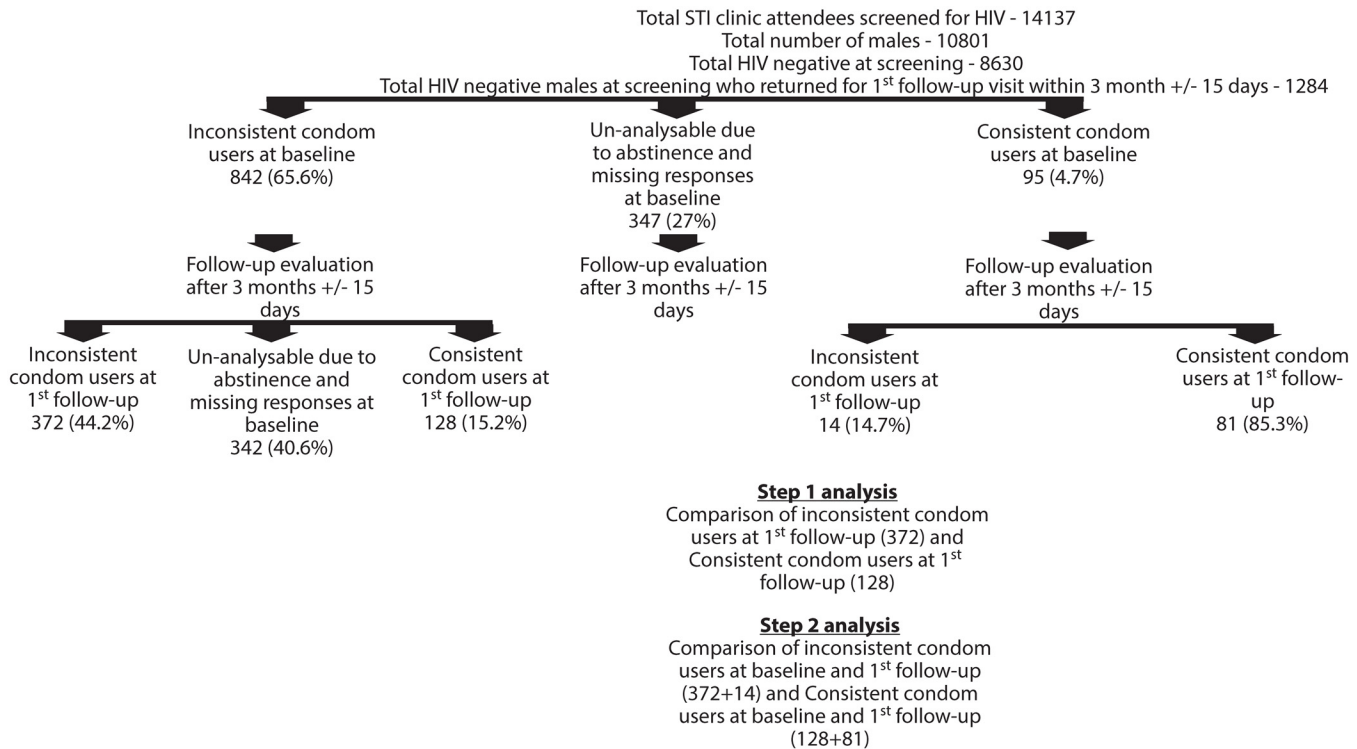 Total STI clinic attendees screened for HIV - 14137
Total number of males - 10801
Total HIV negative at screening - 8630
Total HIV negative males at screening who returned for 1st follow-up visit within 3 month +/- 15 days - 1284
Inconsistent condom
users at baseline
842 (65.6%)
Un-analysable due
to abstinence and
missing responses
at baseline
347 (27%)
Consistent condom
users at baseline
95 (4.7%)
Follow-up evaluation
after 3 months +/- 15
days
Follow-up evaluation
after 3 months +/- 15
days
Follow-up evaluation
after 3 months +/- 15
days
Inconsistent
condom users at
1st follow-up
372 (44.2%)
Un-analysable due to
abstinence and
missing responses at
baseline
342 (40.6%)
Consistent
condom users at
1st follow-up
128 (15.2%)
Inconsistent
condom users at
1st follow-up
14 (14.7%)
Consistent condom
users at 1st follow-
up
81 (85.3%)
Step 1 analysis
Comparison of inconsistent condom
users at 1st follow-up (372) and
Consistent condom users at 1st
follow-up (128)
Step 2 analysis
Comparison of inconsistent condom
users at baseline and 1st follow-up
(372+14) and Consistent condom
users at baseline and 1st follow-up
(128+81)